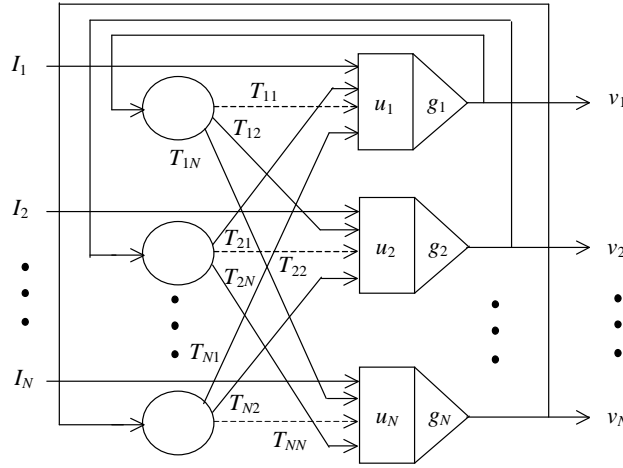 I1 u1 g1 v1
T11
T12
T1N
I2 u2 g2 v2
T21 T22
T2N
TN1
IN uN gN vN
TN2
TNN